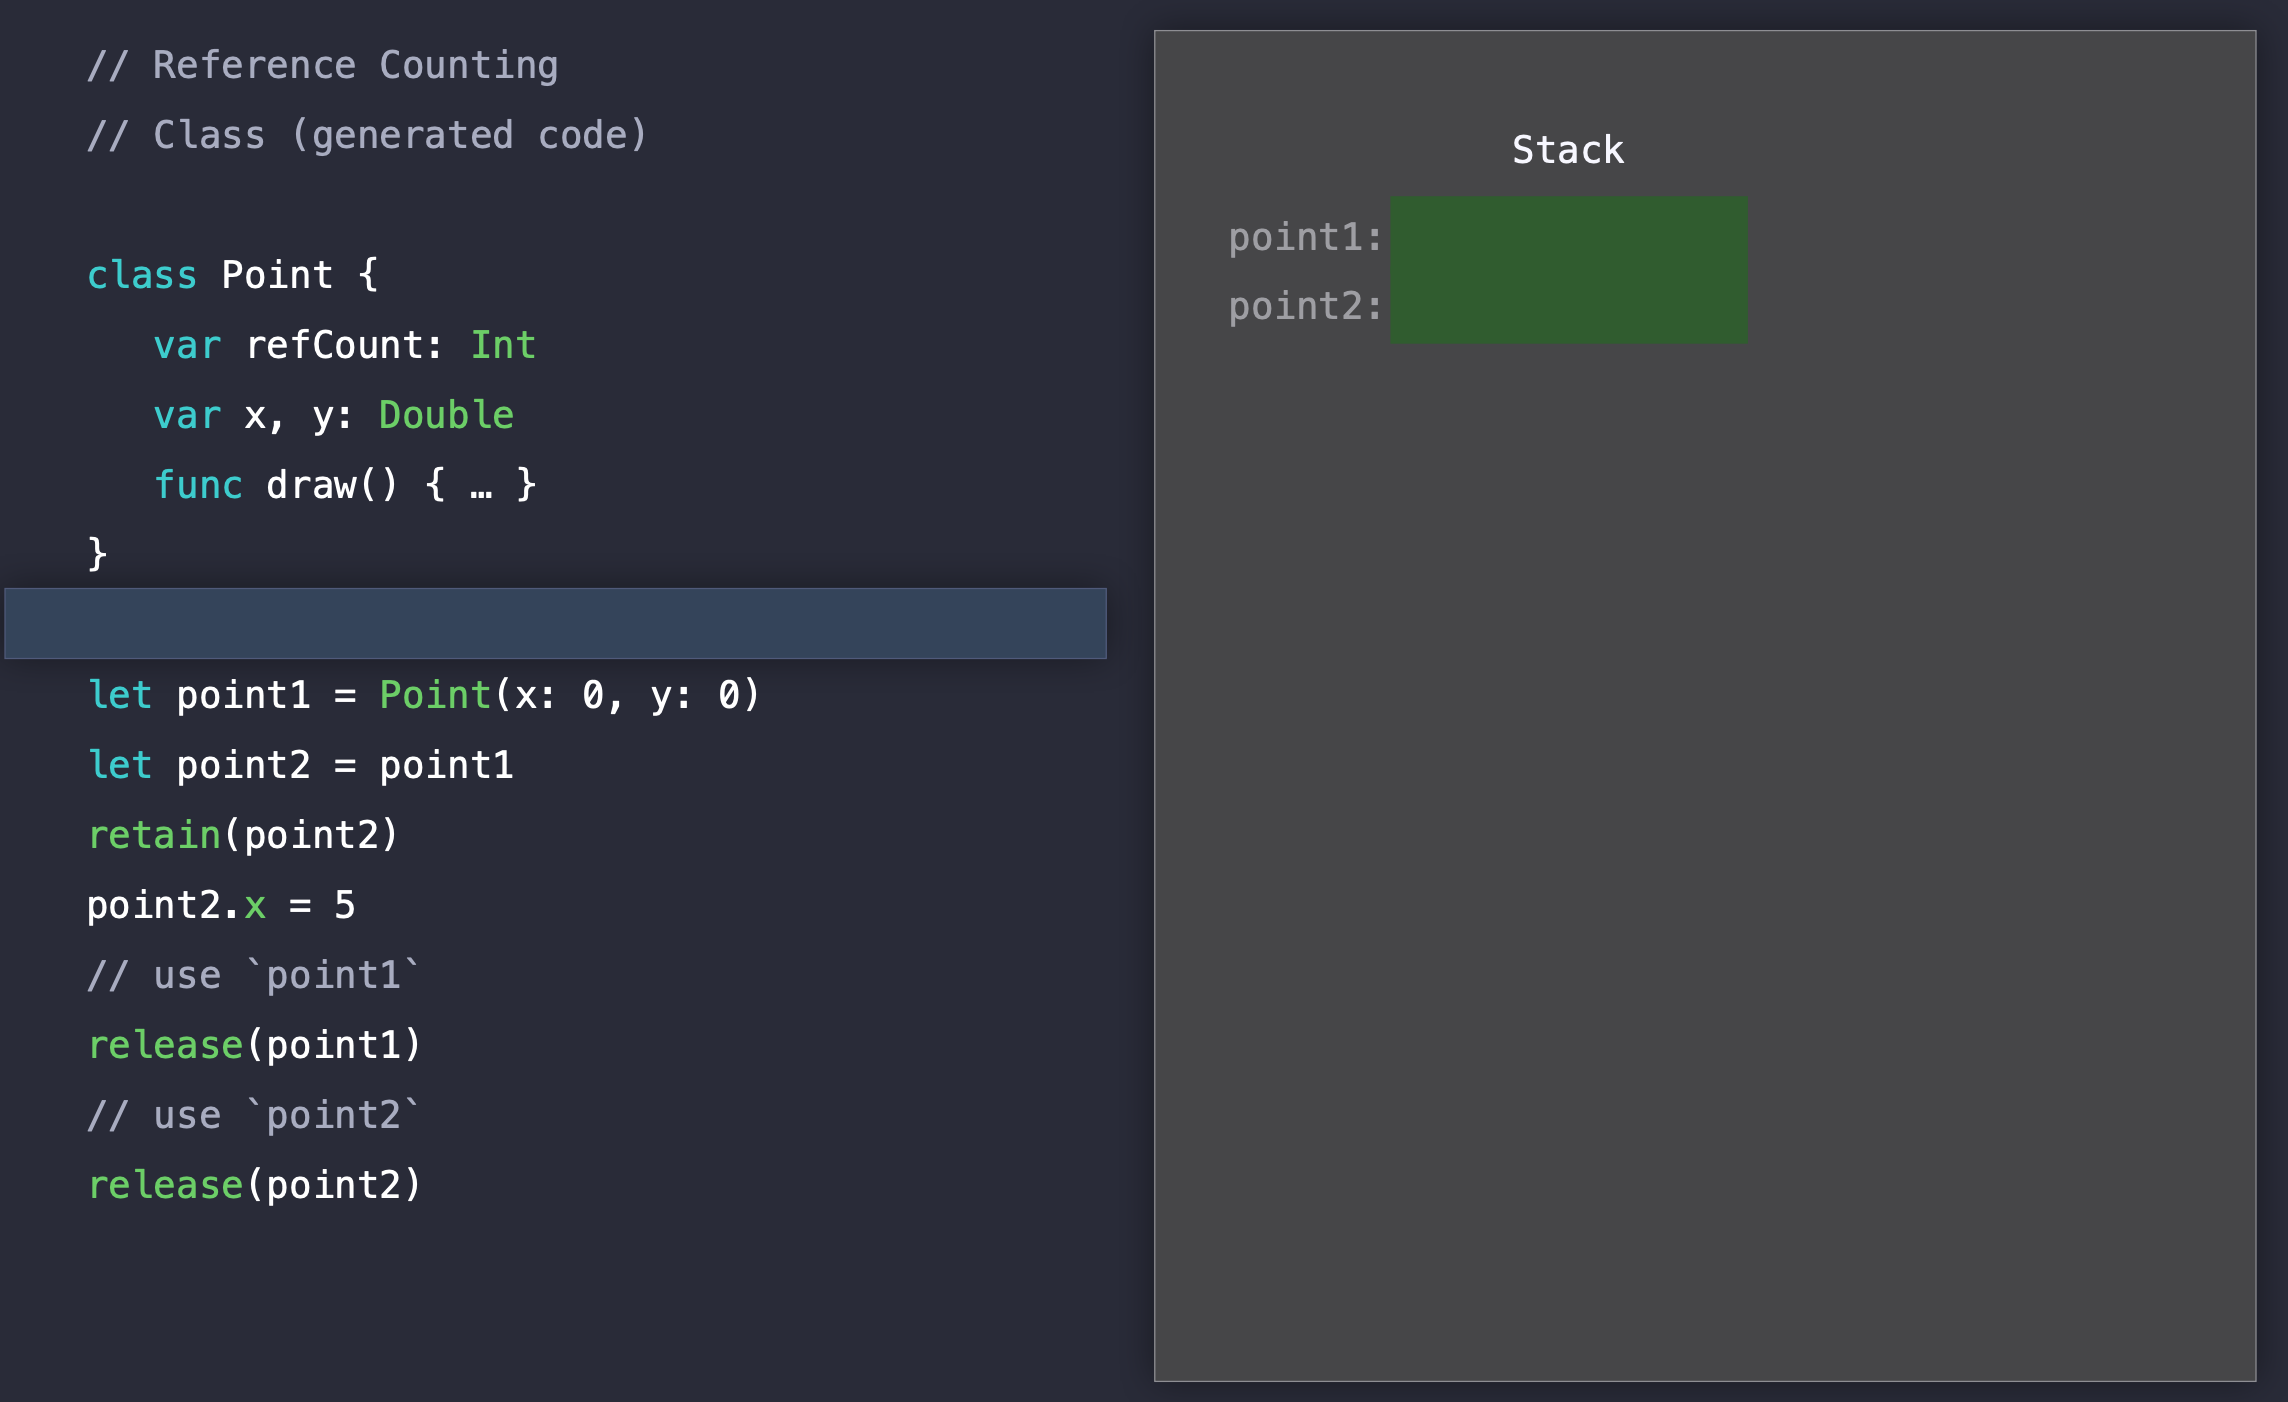 // Reference Counting
// Class (generated code)
class Point {
var refCount: Int
var x, y: Double
func draw() { … }
}
let point1 = Point(x: 0, y: 0)
let point2 = point1
retain(point2)
point2.x = 5
// use `point1`
release(point1)
// use `point2`
release(point2)
Stack
point1:
point2: